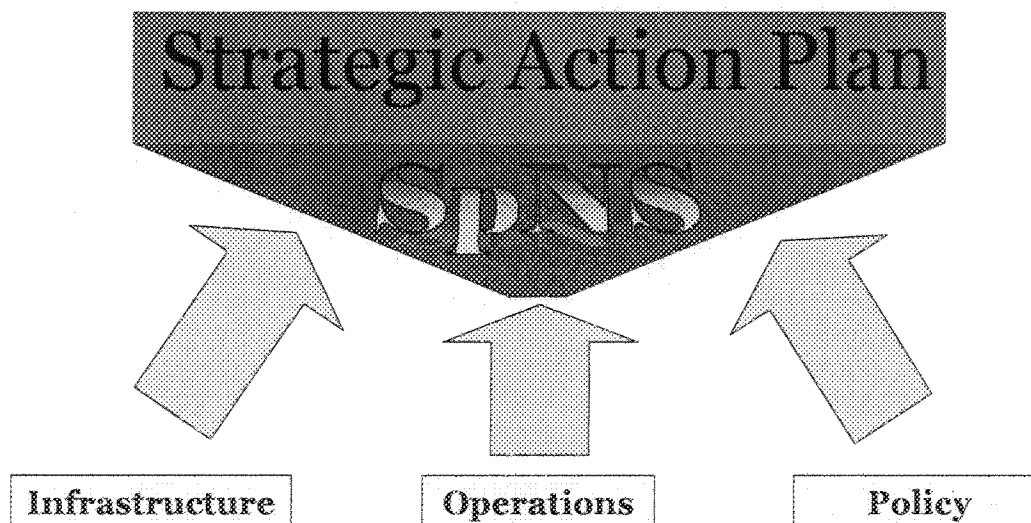 Strategic Action Plan
SpNS
Infrastructure
Operations
Policy